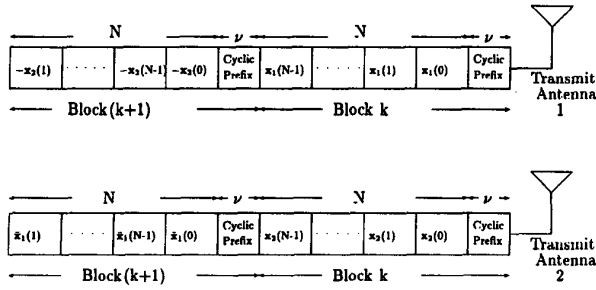 N ν N ν
-x̄₂(1) ······ -x̄₂(N-1) -x̄₂(0) Cyclic Prefix x₁(N-1) ····· x₁(1) x₁(0) Cyclic Prefix
Block(k+1) Block k
Transmit
Antenna
1
N ν N ν
x̄₁(1) ······ x̄₁(N-1) x̄₁(0) Cyclic Prefix x₂(N-1) ····· x₂(1) x₂(0) Cyclic Prefix
Block(k+1) Block k
Transmit
Antenna
2